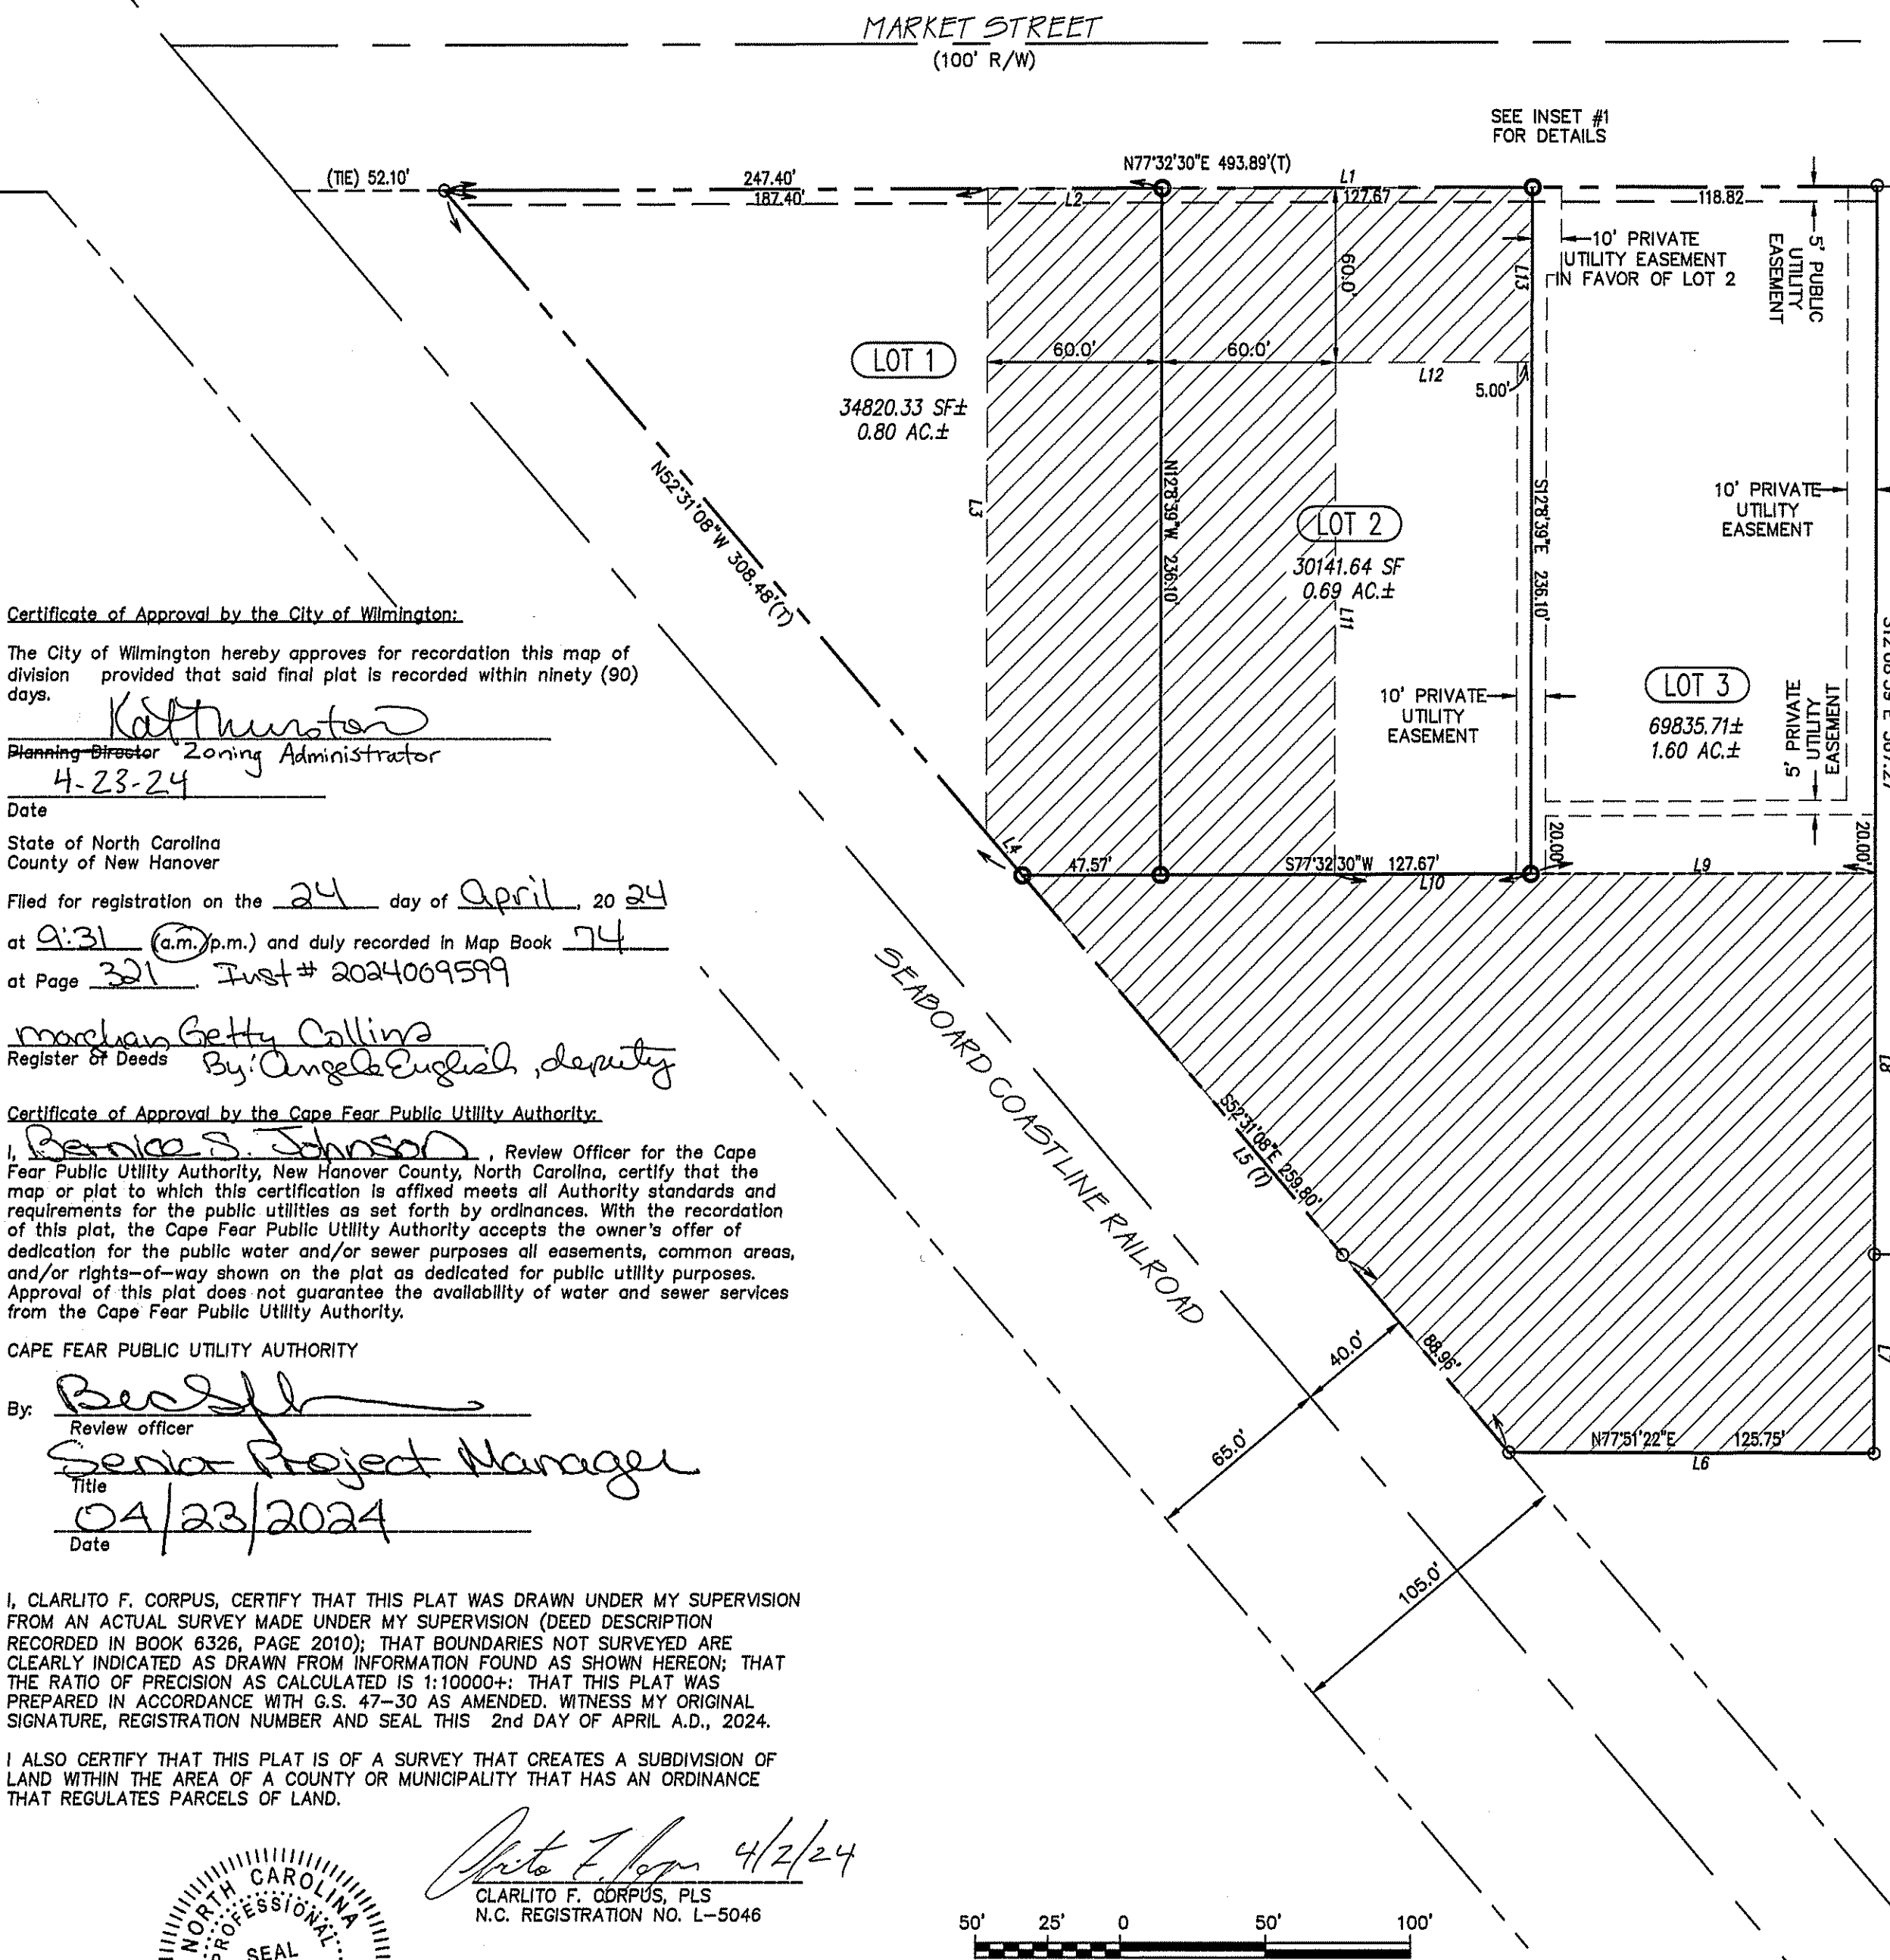 MARKET STREET
(100' R/W)
SEE INSET #1
FOR DETAILS
(TIE) 52.10'
247.40'
187.40'
L2
N77°32'30"E 493.89'(T)
L1
127.67
118.82
10' PRIVATE
UTILITY EASEMENT
IN FAVOR OF LOT 2
5' PUBLIC
UTILITY
EASEMENT
L13
60.0'
60.0'
60.0'
L12
5.00'
LOT 1
34820.33 SF±
0.80 AC.±
L3
N52°31'08"W 308.48'(T)
N12°8'39"W 236.10'
LOT 2
30141.64 SF
0.69 AC.±
L11
S12°8'39"E 236.10'
10' PRIVATE
UTILITY
EASEMENT
10' PRIVATE
UTILITY
EASEMENT
LOT 3
69835.71±
1.60 AC.±
5' PRIVATE
UTILITY
EASEMENT
20.00'
20.00'
L4
47.57'
S77°32'30"W 127.67'
L10
L9
L8
L7
SEABOARD COASTLINE RAILROAD
S52°31'08"E 259.80'
L5 (T)
88.96'
40.0'
65.0'
105.0'
N77°51'22"E 125.75'
L6
Certificate of Approval by the City of Wilmington:
The City of Wilmington hereby approves for recordation this map of
division provided that said final plat is recorded within ninety (90)
days.
Kat Thurston
Planning Director Zoning Administrator
4-23-24
Date
State of North Carolina
County of New Hanover
Filed for registration on the 24 day of April, 20 24
at 9:31 (a.m./p.m.) and duly recorded in Map Book 74
at Page 321. Inst# 2024009599
Morghan Getty Collins
Register of Deeds By: Angela English, deputy
Certificate of Approval by the Cape Fear Public Utility Authority:
I, Bernice S. Johnson, Review Officer for the Cape
Fear Public Utility Authority, New Hanover County, North Carolina, certify that the
map or plat to which this certification is affixed meets all Authority standards and
requirements for the public utilities as set forth by ordinances. With the recordation
of this plat, the Cape Fear Public Utility Authority accepts the owner's offer of
dedication for the public water and/or sewer purposes all easements, common areas,
and/or rights-of-way shown on the plat as dedicated for public utility purposes.
Approval of this plat does not guarantee the availability of water and sewer services
from the Cape Fear Public Utility Authority.
CAPE FEAR PUBLIC UTILITY AUTHORITY
By:
Review officer
Senior Project Manager
Title
04/23/2024
Date
I, CLARLITO F. CORPUS, CERTIFY THAT THIS PLAT WAS DRAWN UNDER MY SUPERVISION
FROM AN ACTUAL SURVEY MADE UNDER MY SUPERVISION (DEED DESCRIPTION
RECORDED IN BOOK 6326, PAGE 2010); THAT BOUNDARIES NOT SURVEYED ARE
CLEARLY INDICATED AS DRAWN FROM INFORMATION FOUND AS SHOWN HEREON; THAT
THE RATIO OF PRECISION AS CALCULATED IS 1:10000+: THAT THIS PLAT WAS
PREPARED IN ACCORDANCE WITH G.S. 47-30 AS AMENDED. WITNESS MY ORIGINAL
SIGNATURE, REGISTRATION NUMBER AND SEAL THIS 2nd DAY OF APRIL A.D., 2024.
I ALSO CERTIFY THAT THIS PLAT IS OF A SURVEY THAT CREATES A SUBDIVISION OF
LAND WITHIN THE AREA OF A COUNTY OR MUNICIPALITY THAT HAS AN ORDINANCE
THAT REGULATES PARCELS OF LAND.
4/2/24
CLARLITO F. CORPUS, PLS
N.C. REGISTRATION NO. L-5046
NORTH CAROLINA
PROFESSIONAL
SEAL
50' 25' 0 50' 100'